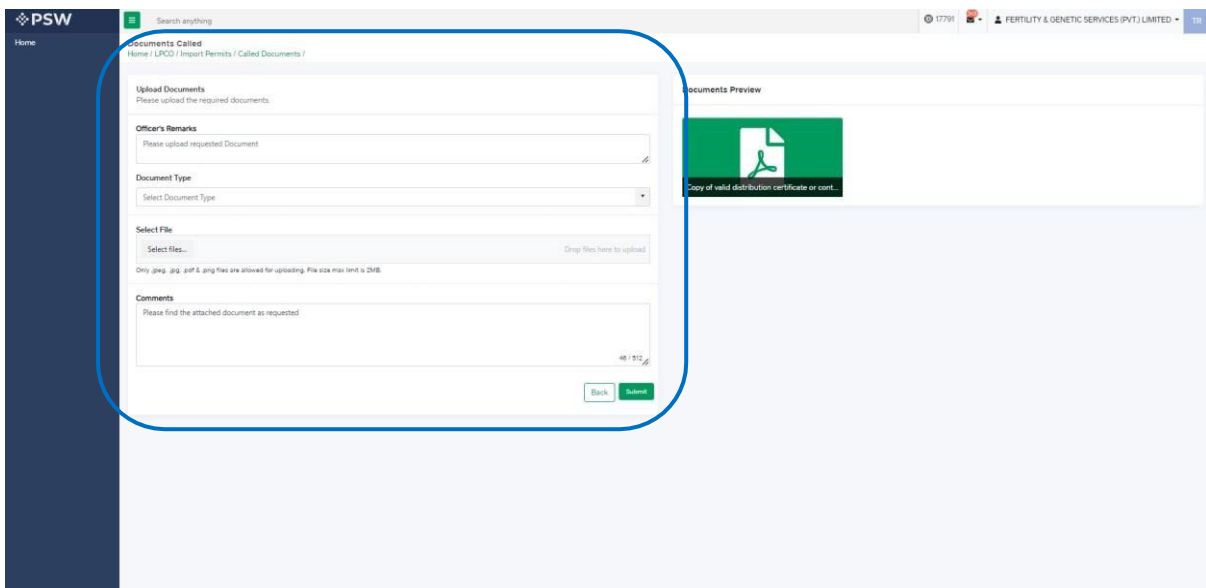 PSW
Search anything
17791
FERTILITY & GENETIC SERVICES (PVT.) LIMITED
TR
Home
Documents Called
Home / LPCO / Import Permits / Called Documents /
Upload Documents
Please upload the required documents.
Officer's Remarks
Please upload requested Document
Document Type
Select Document Type
Select File
Select files...
Drop files here to upload
Only .jpeg, .jpg, .pdf & .png files are allowed for uploading. File size max limit is 2MB.
Comments
Please find the attached document as requested
46 / 512
Back
Submit
Documents Preview
Copy of valid distribution certificate or cont...